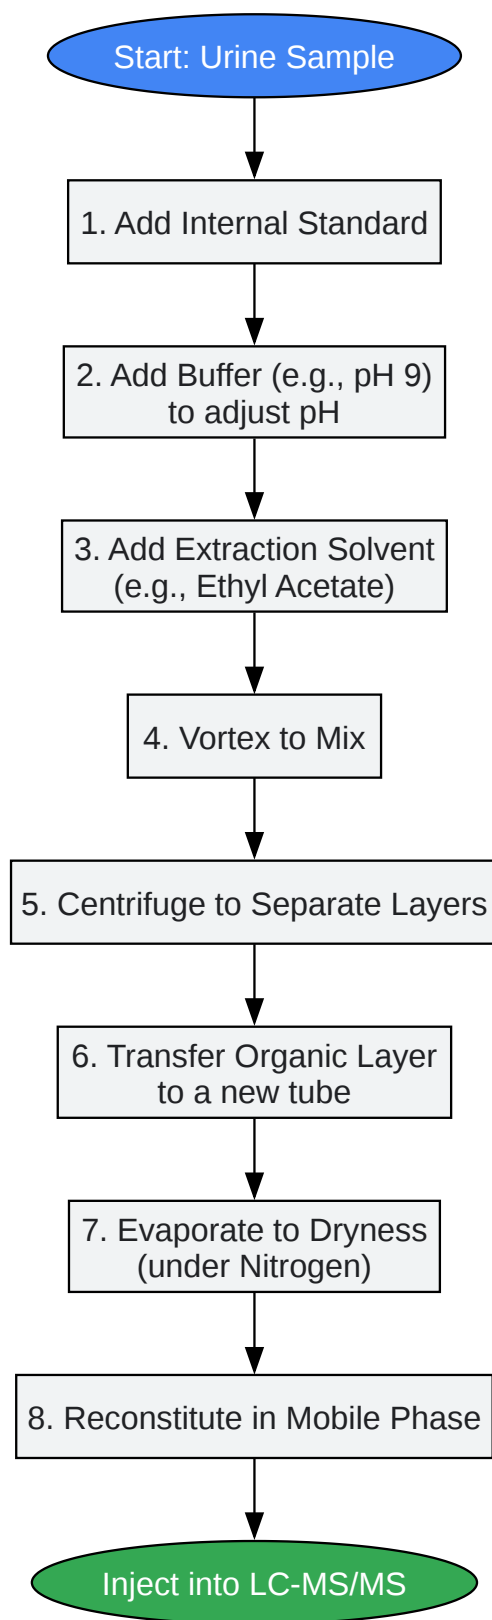 Start: Urine Sample
1. Add Internal Standard
2. Add Buffer (e.g., pH 9)
to adjust pH
3. Add Extraction Solvent
(e.g., Ethyl Acetate)
4. Vortex to Mix
5. Centrifuge to Separate Layers
6. Transfer Organic Layer
to a new tube
7. Evaporate to Dryness
(under Nitrogen)
8. Reconstitute in Mobile Phase
Inject into LC-MS/MS